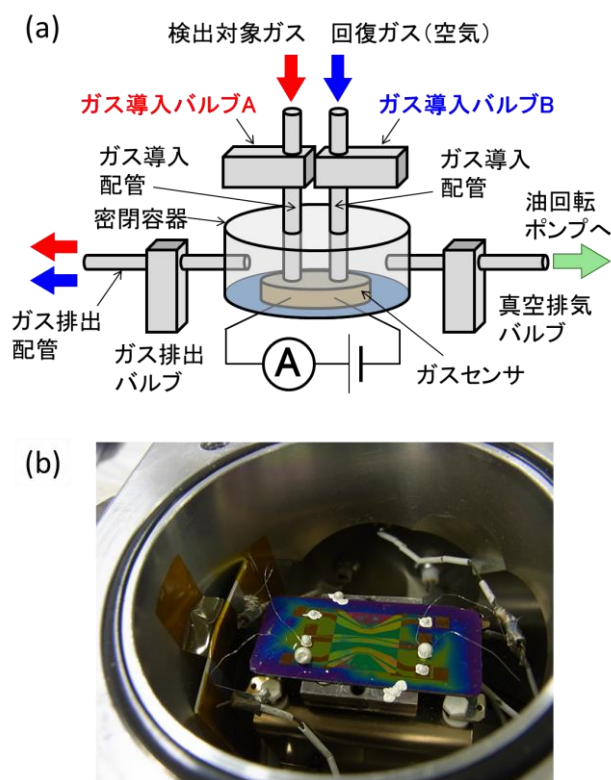 (a)
検出対象ガス
回復ガス(空気)
ガス導入バルブA
ガス導入バルブB
ガス導入
配管
ガス導入
配管
密閉容器
油回転
ポンプへ
ガス排出
配管
ガス排出
バルブ
A
真空排気
バルブ
ガスセンサ
(b)